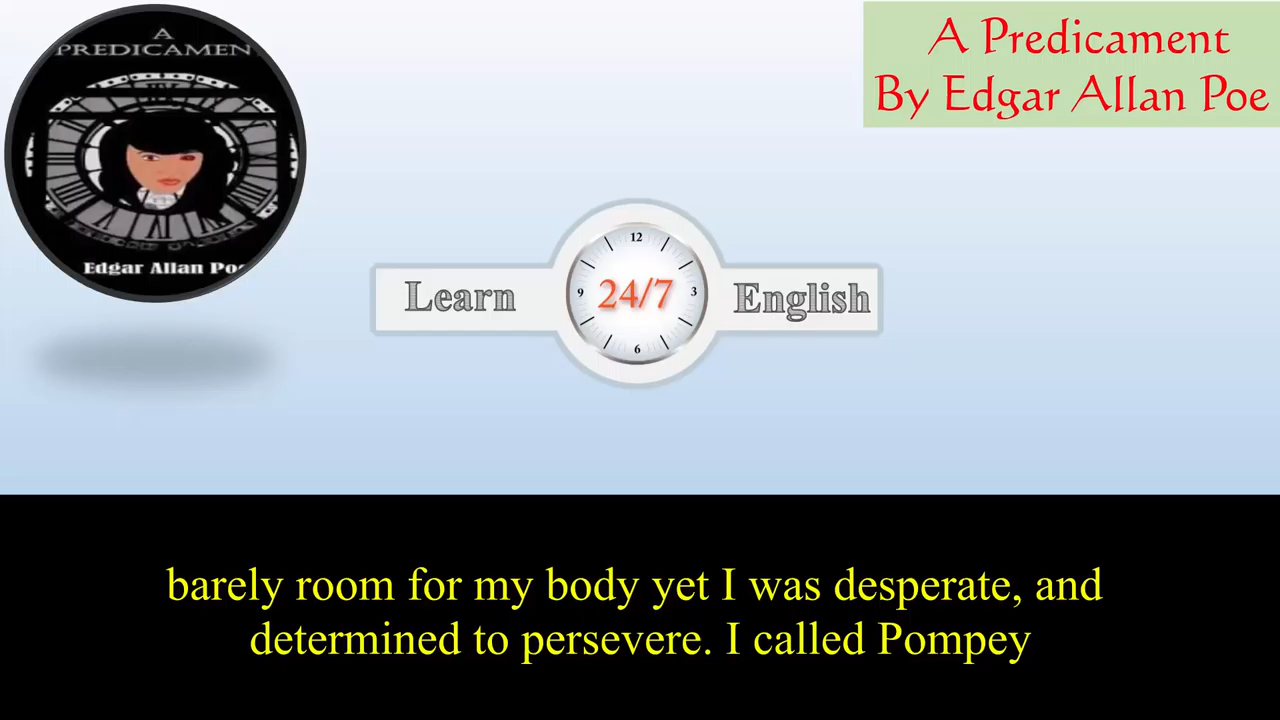 A
PREDICAMEN
Edgar Allan Poe
A Predicament
By Edgar Allan Poe
Learn
24/7
English
12
3
6
9
barely room for my body yet I was desperate, and
determined to persevere. I called Pompey